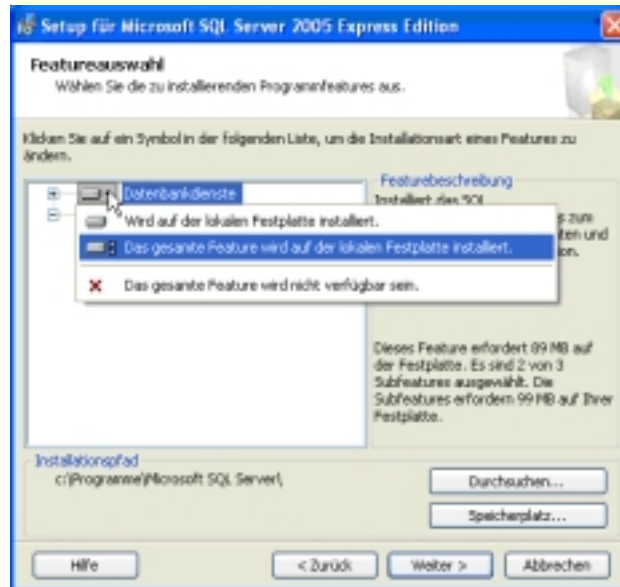 Setup für Microsoft SQL Server 2005 Express Edition
Featureauswahl
Wählen Sie die zu installierenden Programmfeatures aus.
Klicken Sie auf ein Symbol in der folgenden Liste, um die Installationsart eines Features zu
ändern.
Datenbankdienste
Featurebeschreibung
Installiert das SQL
s zum
Wird auf der lokalen Festplatte installiert.
ten und
Das gesamte Feature wird auf der lokalen Festplatte installiert.
on.
Das gesamte Feature wird nicht verfügbar sein.
Dieses Feature erfordert 89 MB auf
der Festplatte. Es sind 2 von 3
Subfeatures ausgewählt. Die
Subfeatures erfordern 99 MB auf Ihrer
Festplatte.
Installationspfad
c:\Programme\Microsoft SQL Server\
Durchsuchen...
Speicherplatz...
Hilfe
< Zurück
Weiter >
Abbrechen